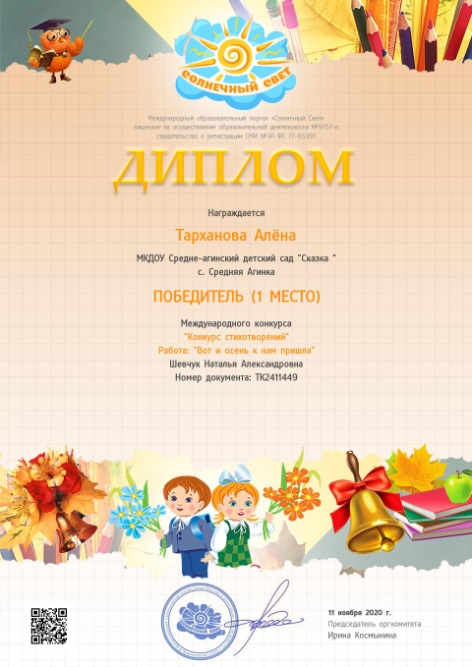 СОЛНЕЧНЫЙ СВЕТ
Международный образовательный портал «Солнечный Свет»
лицензия на осуществление образовательной деятельности №9757-л
свидетельство о регистрации СМИ №ЭЛ ФС 77-65391
ДИПЛОМ
Награждается
Тарханова Алёна
МКДОУ Средне-агинский детский сад "Сказка "
с. Средняя Агинка
ПОБЕДИТЕЛЬ (1 МЕСТО)
Международного конкурса
"Конкурс стихотворений"
Работа: "Вот и осень к нам пришла"
Шевчук Наталья Александровна
Номер документа: ТК2411449
11 ноября 2020 г.
Председатель оргкомитета
Ирина Космынина